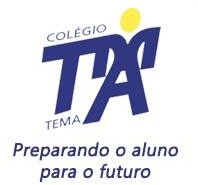 COLÉGIO
TEMA
Preparando o aluno
para o futuro